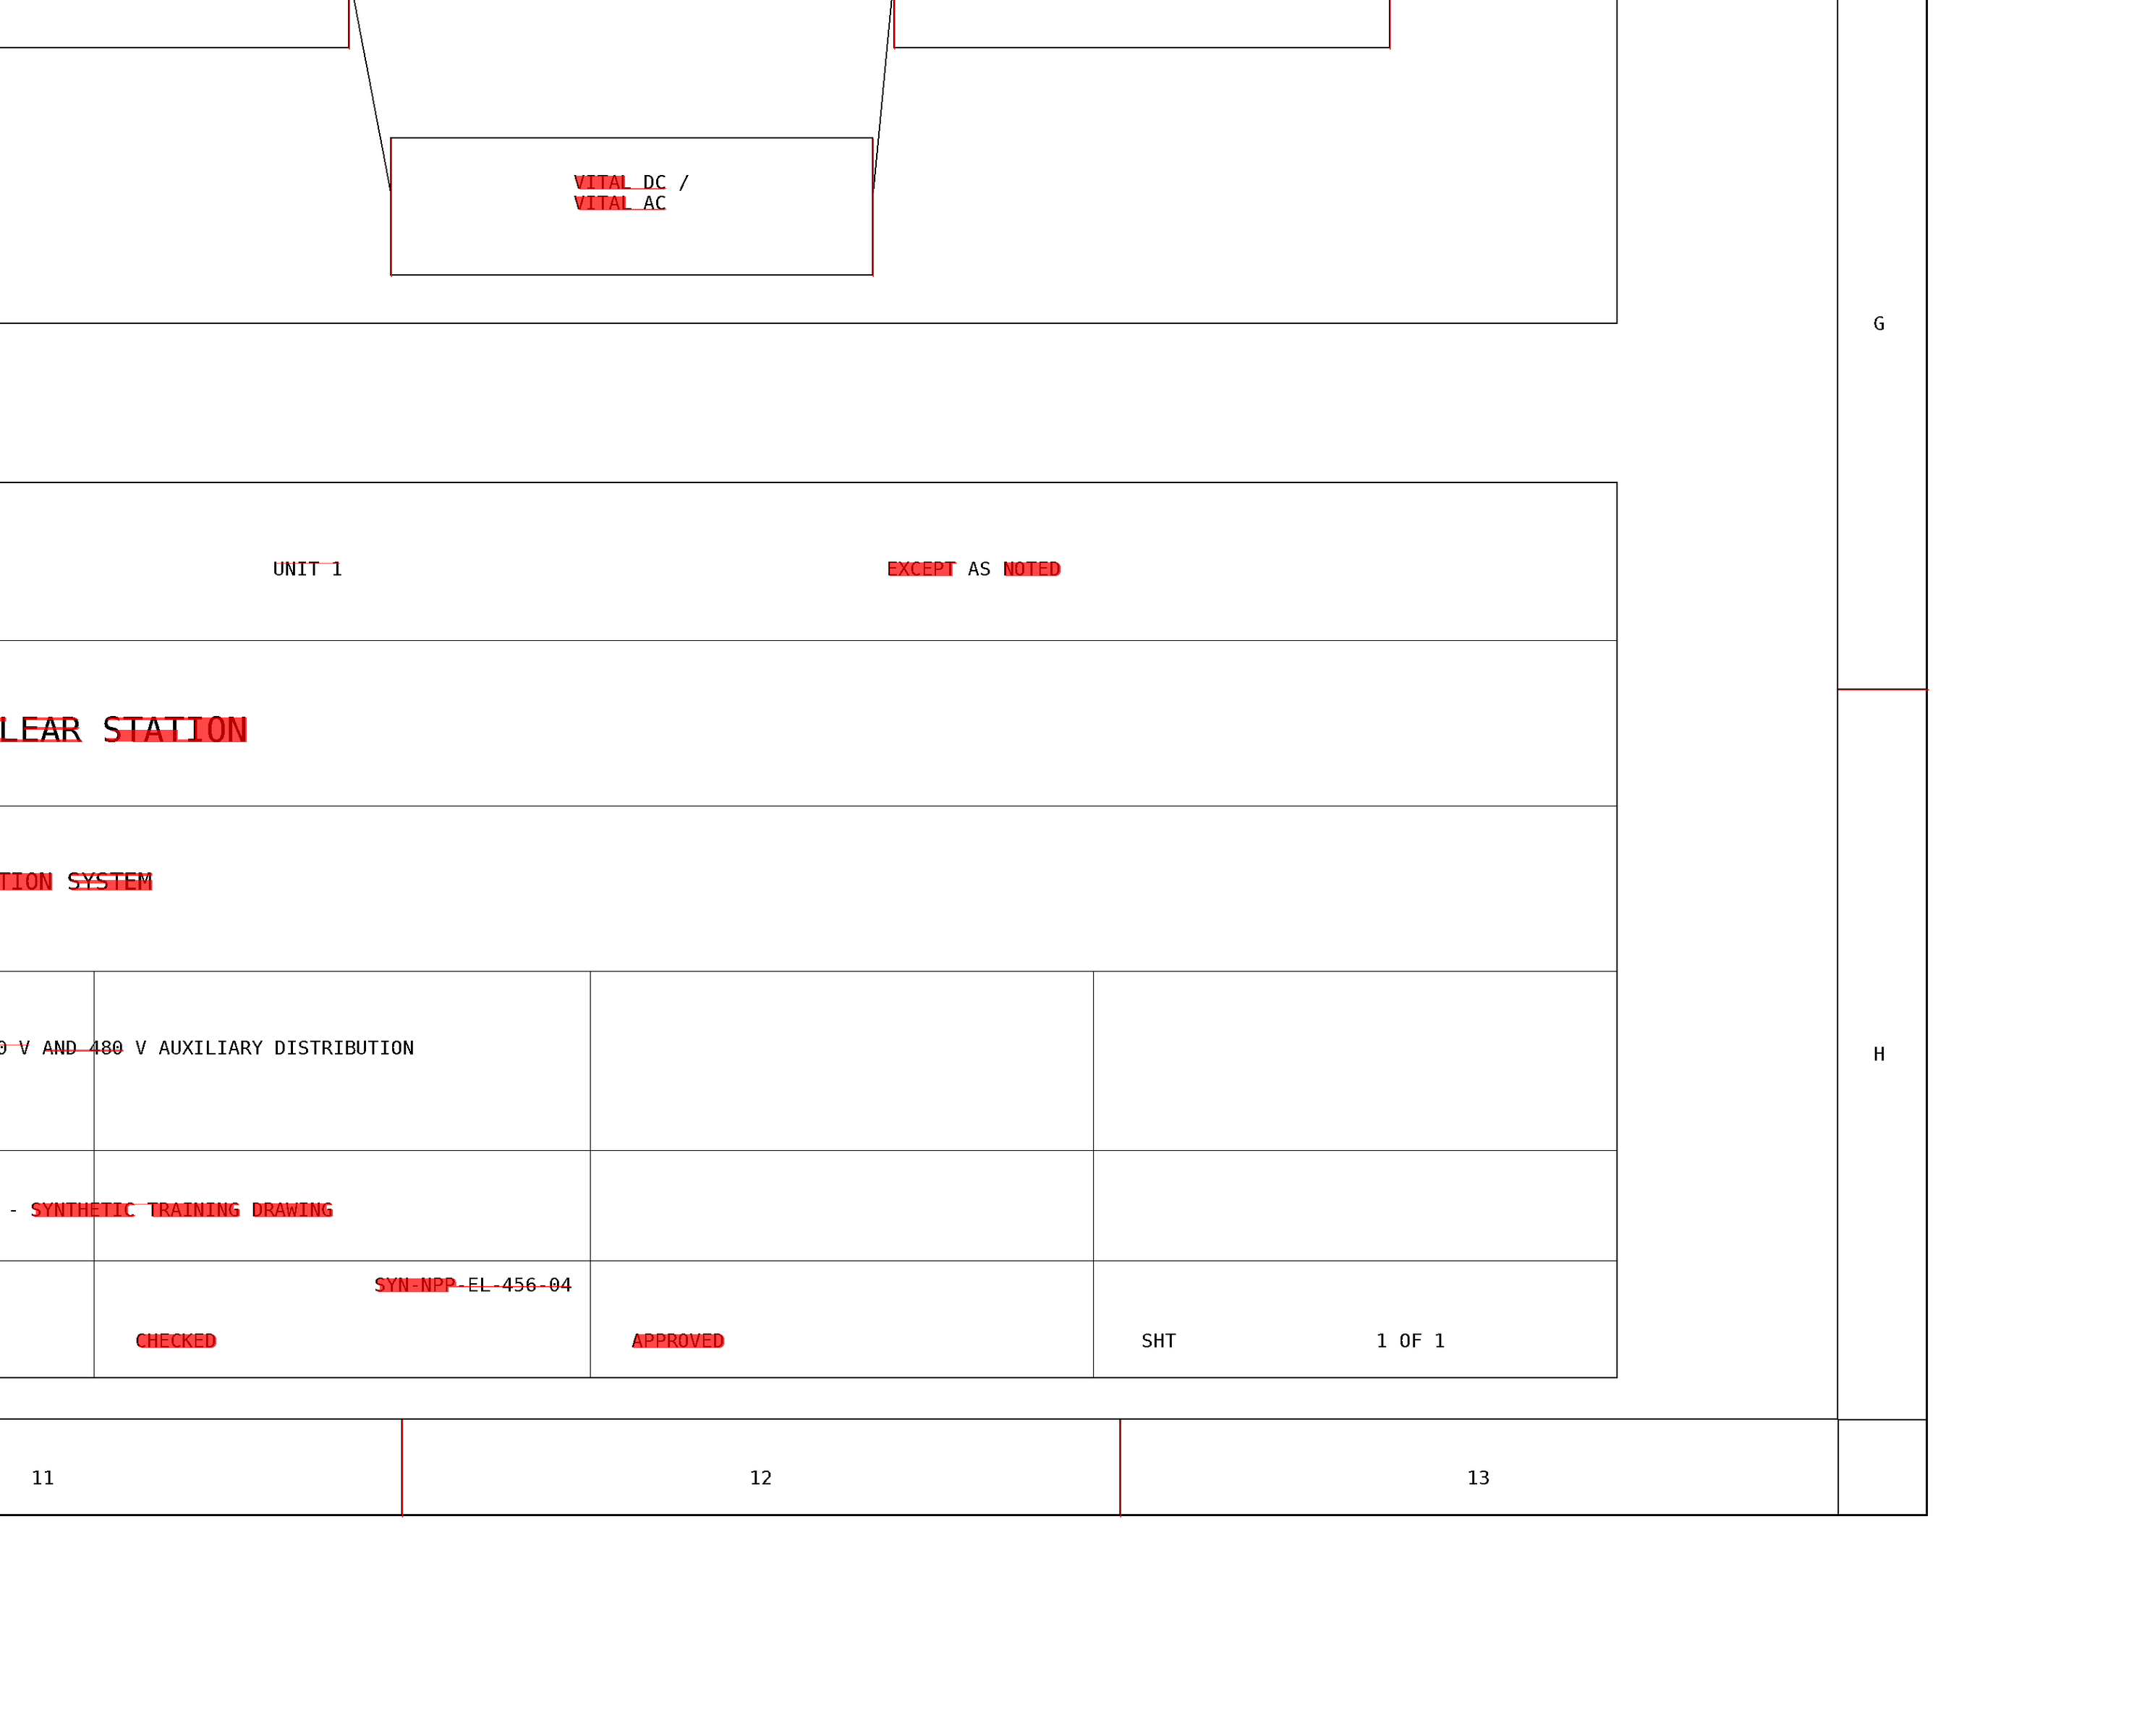 VITAL DC /
VITAL AC
G
UNIT 1
EXCEPT AS NOTED
LEAR STATION
TION SYSTEM
0 V AND 480 V AUXILIARY DISTRIBUTION
H
- SYNTHETIC TRAINING DRAWING
SYN-NPP-EL-456-04
CHECKED
APPROVED
SHT
1 OF 1
11
12
13